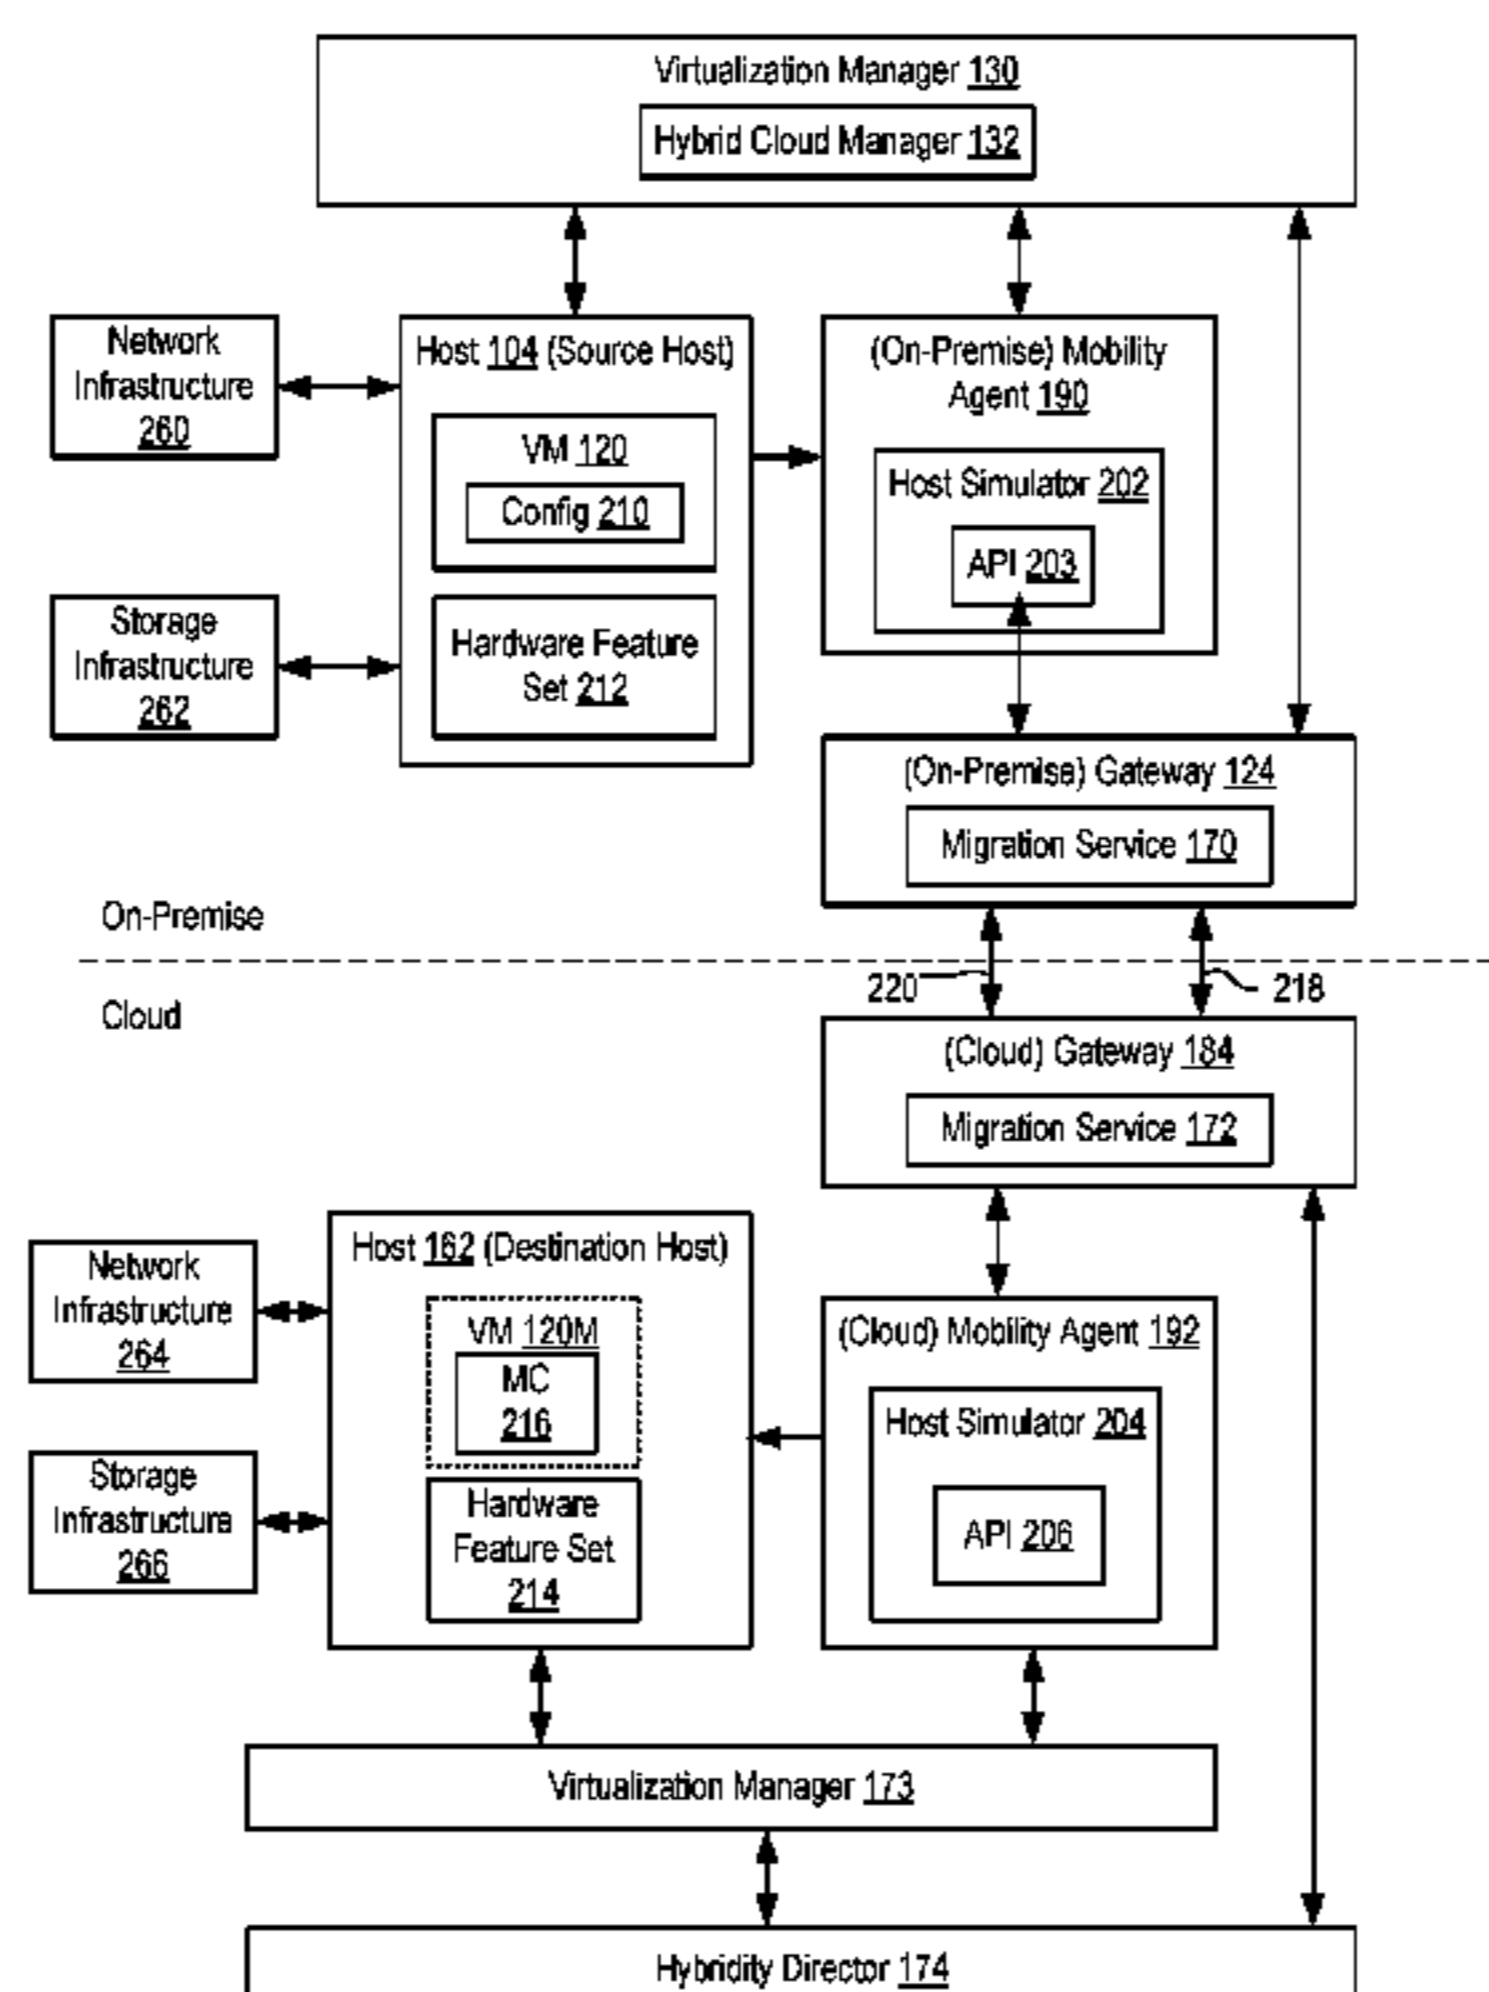 Virtualization Manager 130
Hybrid Cloud Manager 132
Network
Infrastructure
260
Host 104 (Source Host)
VM 120
Config 210
Hardware Feature
Set 212
Storage
Infrastructure
262
(On-Premise) Mobility
Agent 190
Host Simulator 202
API 203
(On-Premise) Gateway 124
Migration Service 170
On-Premise
220
218
Cloud
(Cloud) Gateway 184
Migration Service 172
Network
Infrastructure
264
Storage
Infrastructure
266
Host 162 (Destination Host)
VM 120M
MC
216
Hardware
Feature Set
214
(Cloud) Mobility Agent 192
Host Simulator 204
API 206
Virtualization Manager 173
Hybridity Director 174